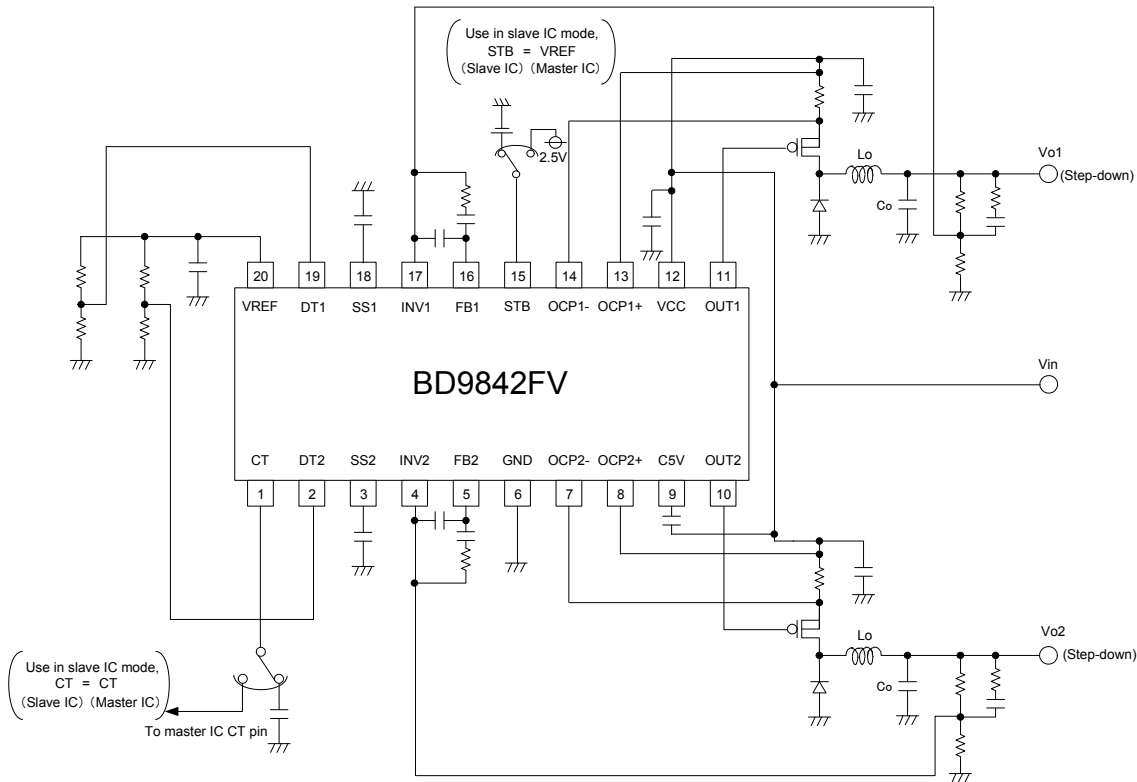 Use in slave IC mode,
STB = VREF
(Slave IC) (Master IC)
2.5V
Lo
Co
Vo1
(Step-down)
20 19 18 17 16 15 14 13 12 11
VREF DT1 SS1 INV1 FB1 STB OCP1- OCP1+ VCC OUT1
BD9842FV
Vin
CT DT2 SS2 INV2 FB2 GND OCP2- OCP2+ C5V OUT2
1 2 3 4 5 6 7 8 9 10
Lo
Co
Vo2
(Step-down)
Use in slave IC mode,
CT = CT
(Slave IC) (Master IC)
To master IC CT pin